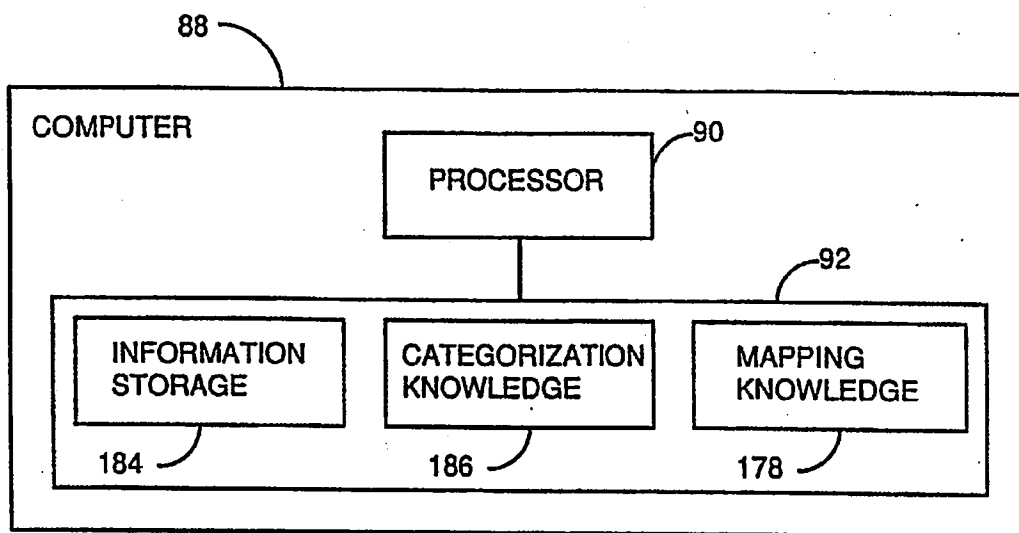 88
COMPUTER
90
PROCESSOR
92
INFORMATION
STORAGE
CATEGORIZATION
KNOWLEDGE
MAPPING
KNOWLEDGE
184
186
178